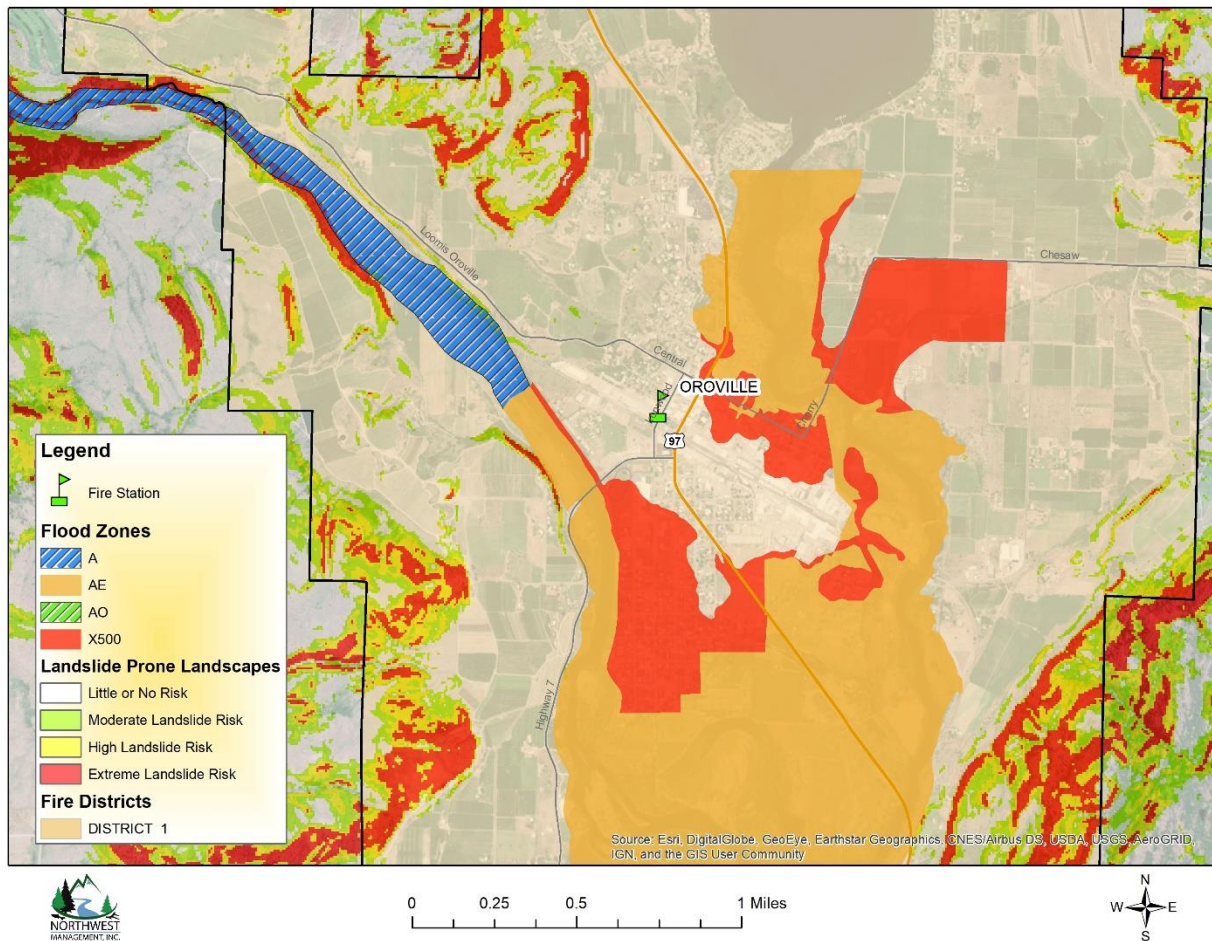 Loomis Oroville
Chesaw
Central
OROVILLE
Cherry
97
Highway 7
Legend
Fire Station
Flood Zones
A
AE
AO
X500
Landslide Prone Landscapes
Little or No Risk
Moderate Landslide Risk
High Landslide Risk
Extreme Landslide Risk
Fire Districts
DISTRICT 1
Source: Esri, DigitalGlobe, GeoEye, Earthstar Geographics, CNES/Airbus DS, USDA, USGS, AeroGRID,
IGN, and the GIS User Community
NORTHWEST
MANAGEMENT, INC.
0 0.25 0.5 1 Miles
N
W E
S